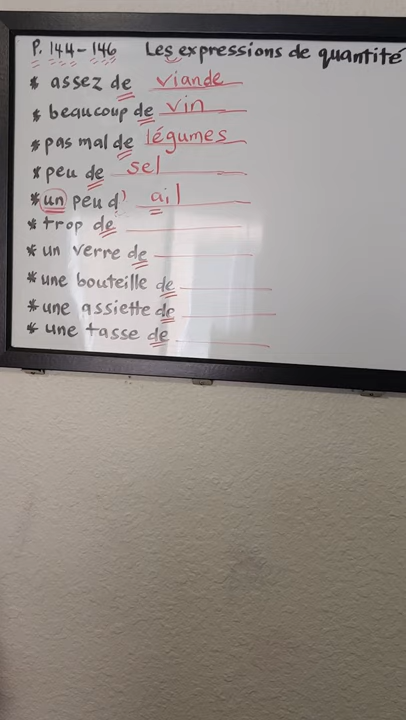 P. 144-146 Les expressions de quantité
* assez de viande
* beaucoup de vin
* pas mal de légumes
* peu de sel
* un peu d' ail
* trop de
* un verre de
* une bouteille de
* une assiette de
* une tasse de